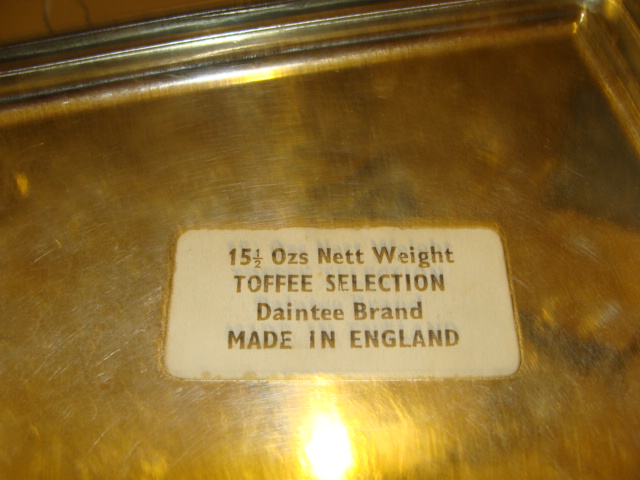 15½ Ozs Nett Weight
TOFFEE SELECTION
Daintee Brand
MADE IN ENGLAND